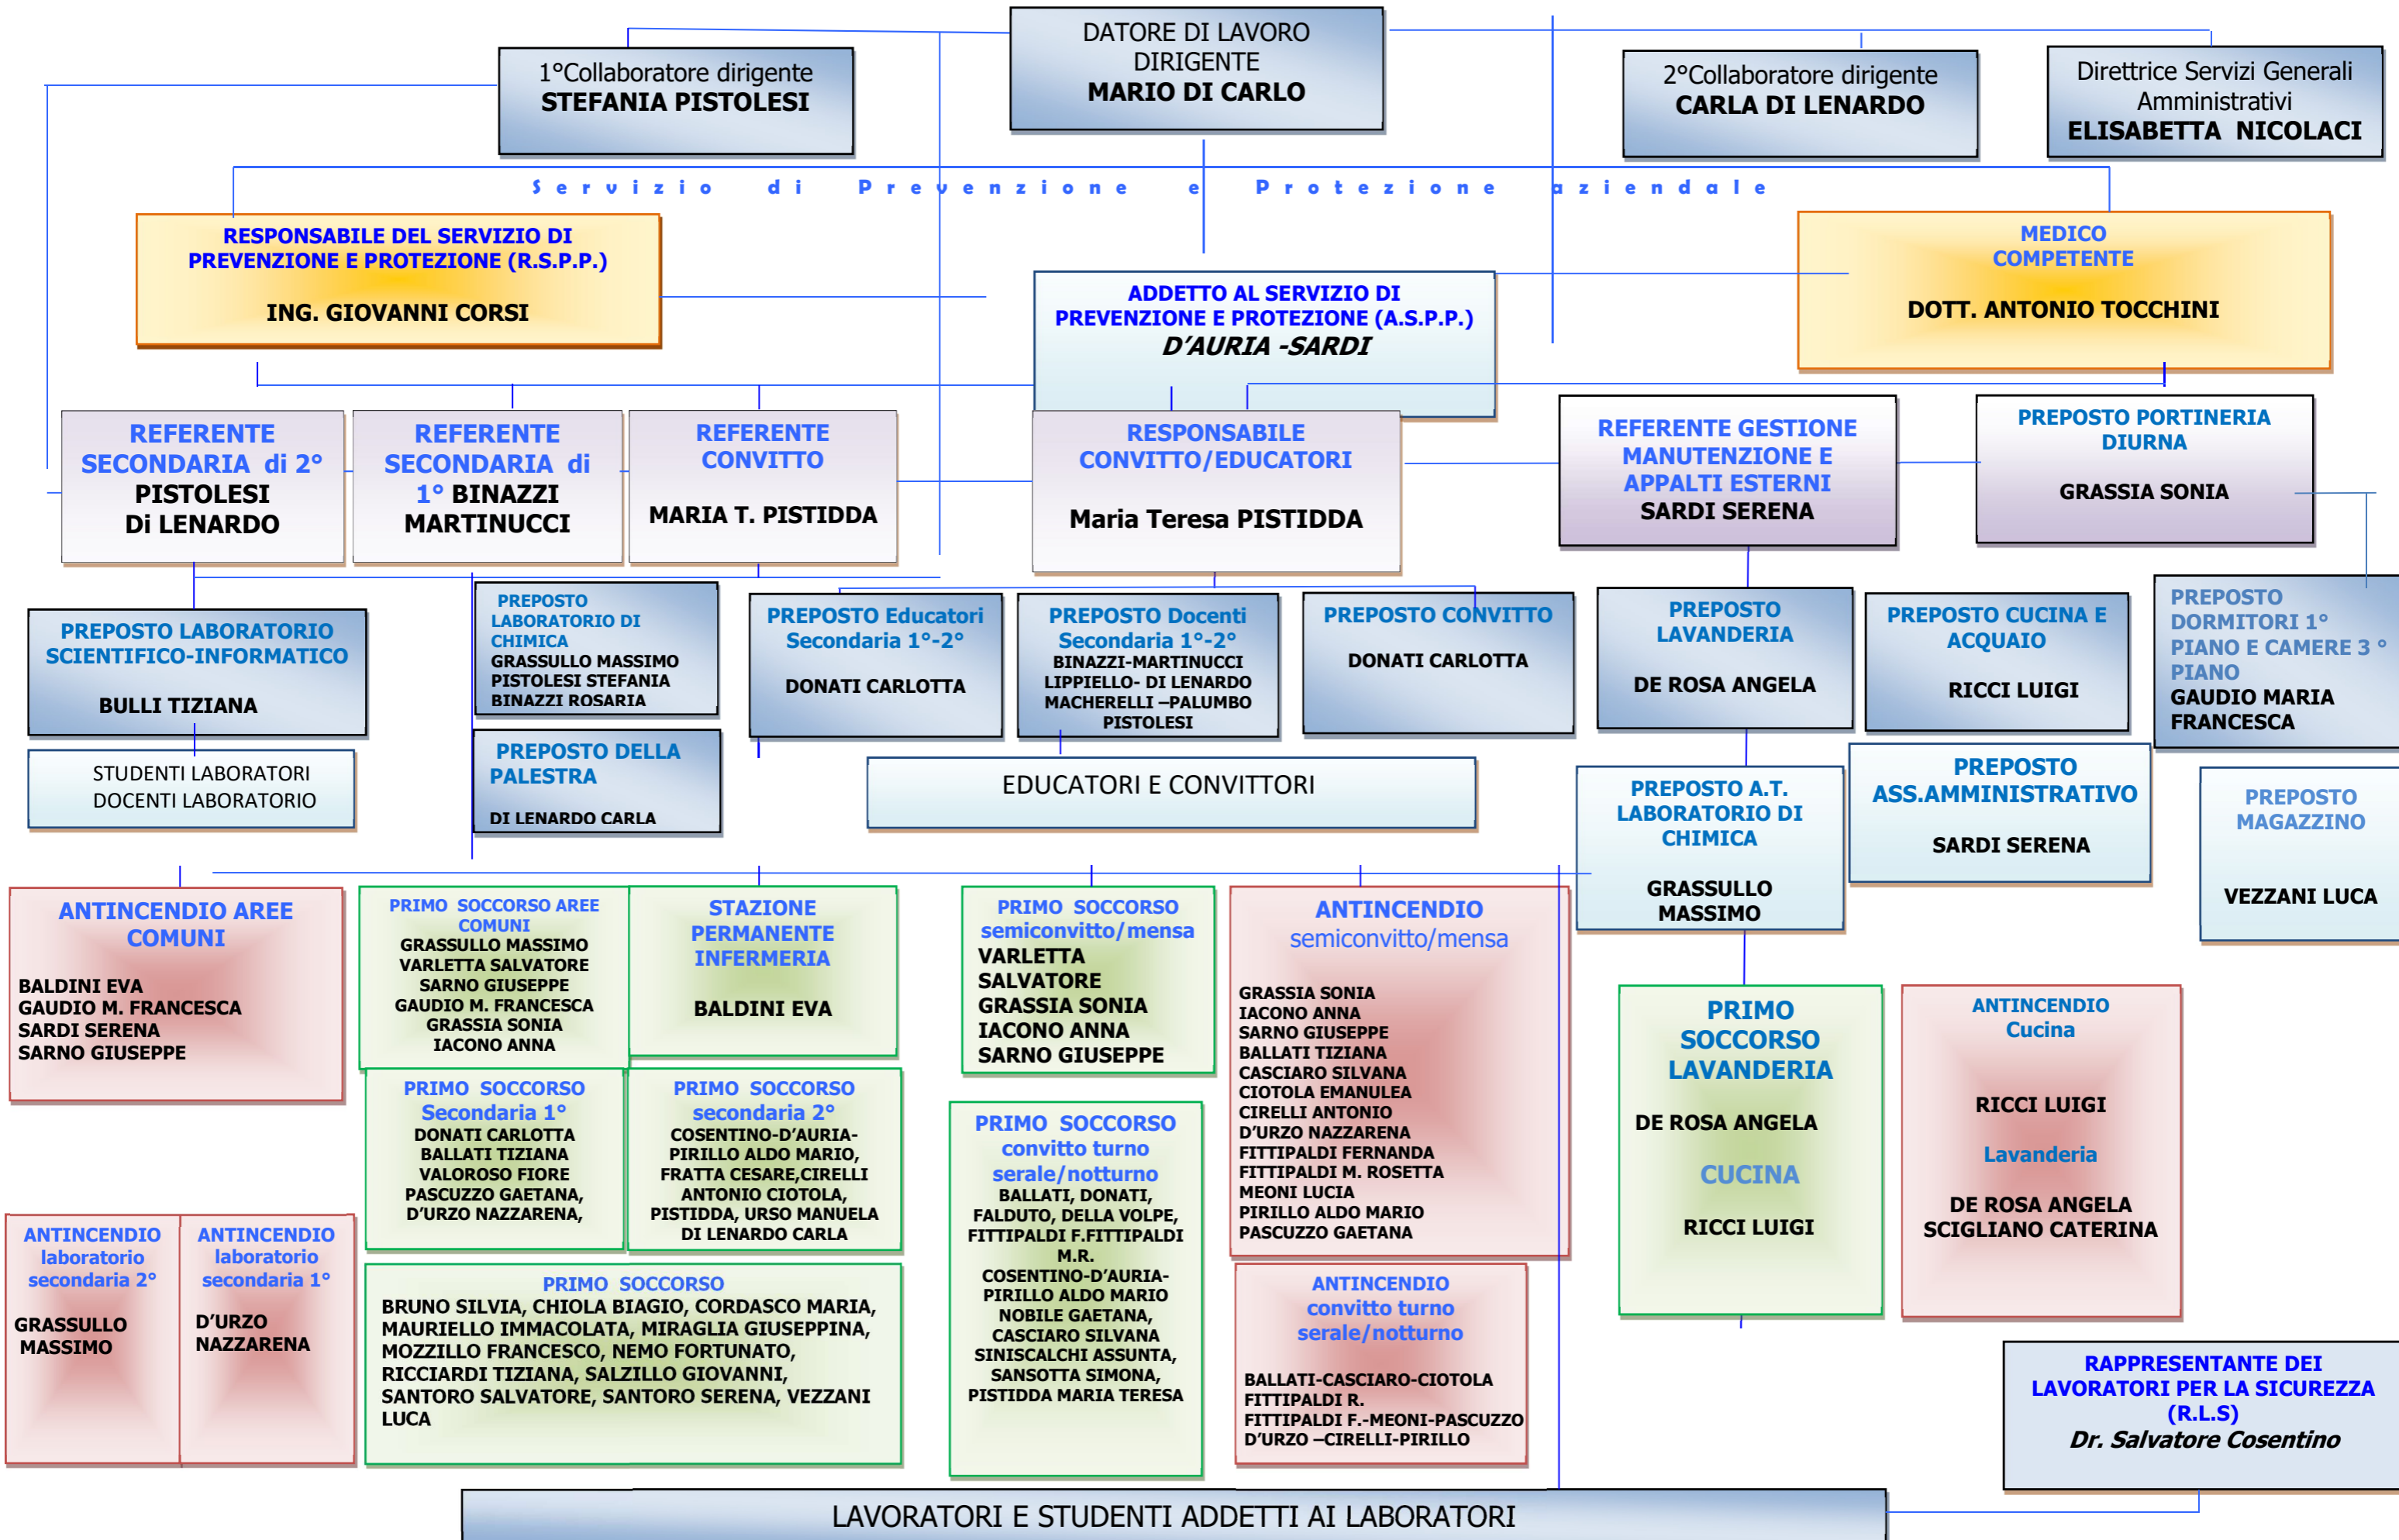 DATORE DI LAVORO
DIRIGENTE
MARIO DI CARLO
1°Collaboratore dirigente
STEFANIA PISTOLESI
2°Collaboratore dirigente
CARLA DI LENARDO
Direttrice Servizi Generali
Amministrativi
ELISABETTA NICOLACI
Servizio di Prevenzione e Protezione aziendale
RESPONSABILE DEL SERVIZIO DI
PREVENZIONE E PROTEZIONE (R.S.P.P.)
ING. GIOVANNI CORSI
ADDETTO AL SERVIZIO DI
PREVENZIONE E PROTEZIONE (A.S.P.P.)
D'AURIA -SARDI
MEDICO
COMPETENTE
DOTT. ANTONIO TOCCHINI
REFERENTE
SECONDARIA di 2°
PISTOLESI
Di LENARDO
REFERENTE
SECONDARIA di
1° BINAZZI
MARTINUCCI
REFERENTE
CONVITTO
MARIA T. PISTIDDA
RESPONSABILE
CONVITTO/EDUCATORI
Maria Teresa PISTIDDA
REFERENTE GESTIONE
MANUTENZIONE E
APPALTI ESTERNI
SARDI SERENA
PREPOSTO PORTINERIA
DIURNA
GRASSIA SONIA
PREPOSTO LABORATORIO
SCIENTIFICO-INFORMATICO
BULLI TIZIANA
PREPOSTO
LABORATORIO DI
CHIMICA
GRASSULLO MASSIMO
PISTOLESI STEFANIA
BINAZZI ROSARIA
PREPOSTO Educatori
Secondaria 1°-2°
DONATI CARLOTTA
PREPOSTO Docenti
Secondaria 1°-2°
BINAZZI-MARTINUCCI
LIPPIELLO- DI LENARDO
MACHERELLI –PALUMBO
PISTOLESI
PREPOSTO CONVITTO
DONATI CARLOTTA
PREPOSTO
LAVANDERIA
DE ROSA ANGELA
PREPOSTO CUCINA E
ACQUAIO
RICCI LUIGI
PREPOSTO
DORMITORI 1°
PIANO E CAMERE 3 °
PIANO
GAUDIO MARIA
FRANCESCA
STUDENTI LABORATORI
DOCENTI LABORATORIO
PREPOSTO DELLA
PALESTRA
DI LENARDO CARLA
EDUCATORI E CONVITTORI
PREPOSTO A.T.
LABORATORIO DI
CHIMICA
GRASSULLO
MASSIMO
PREPOSTO
ASS.AMMINISTRATIVO
SARDI SERENA
PREPOSTO
MAGAZZINO
VEZZANI LUCA
ANTINCENDIO AREE
COMUNI
BALDINI EVA
GAUDIO M. FRANCESCA
SARDI SERENA
SARNO GIUSEPPE
PRIMO SOCCORSO AREE
COMUNI
GRASSULLO MASSIMO
VARLETTA SALVATORE
SARNO GIUSEPPE
GAUDIO M. FRANCESCA
GRASSIA SONIA
IACONO ANNA
STAZIONE
PERMANENTE
INFERMERIA
BALDINI EVA
PRIMO SOCCORSO
semiconvitto/mensa
VARLETTA
SALVATORE
GRASSIA SONIA
IACONO ANNA
SARNO GIUSEPPE
ANTINCENDIO
semiconvitto/mensa
GRASSIA SONIA
IACONO ANNA
SARNO GIUSEPPE
BALLATI TIZIANA
CASCIARO SILVANA
CIOTOLA EMANULEA
CIRELLI ANTONIO
D'URZO NAZZARENA
FITTIPALDI FERNANDA
FITTIPALDI M. ROSETTA
MEONI LUCIA
PIRILLO ALDO MARIO
PASCUZZO GAETANA
PRIMO
SOCCORSO
LAVANDERIA
DE ROSA ANGELA
CUCINA
RICCI LUIGI
ANTINCENDIO
Cucina
RICCI LUIGI
Lavanderia
DE ROSA ANGELA
SCIGLIANO CATERINA
PRIMO SOCCORSO
Secondaria 1°
DONATI CARLOTTA
BALLATI TIZIANA
VALOROSO FIORE
PASCUZZO GAETANA,
D'URZO NAZZARENA,
PRIMO SOCCORSO
secondaria 2°
COSENTINO-D'AURIA-
PIRILLO ALDO MARIO,
FRATTA CESARE,CIRELLI
ANTONIO CIOTOLA,
PISTIDDA, URSO MANUELA
DI LENARDO CARLA
PRIMO SOCCORSO
convitto turno
serale/notturno
BALLATI, DONATI,
FALDUTO, DELLA VOLPE,
FITTIPALDI F.FITTIPALDI
M.R.
COSENTINO-D'AURIA-
PIRILLO ALDO MARIO
NOBILE GAETANA,
CASCIARO SILVANA
SINISCALCHI ASSUNTA,
SANSOTTA SIMONA,
PISTIDDA MARIA TERESA
ANTINCENDIO
laboratorio
secondaria 2°
GRASSULLO
MASSIMO
ANTINCENDIO
laboratorio
secondaria 1°
D'URZO
NAZZARENA
PRIMO SOCCORSO
BRUNO SILVIA, CHIOLA BIAGIO, CORDASCO MARIA,
MAURIELLO IMMACOLATA, MIRAGLIA GIUSEPPINA,
MOZZILLO FRANCESCO, NEMO FORTUNATO,
RICCIARDI TIZIANA, SALZILLO GIOVANNI,
SANTORO SALVATORE, SANTORO SERENA, VEZZANI
LUCA
ANTINCENDIO
convitto turno
serale/notturno
BALLATI-CASCIARO-CIOTOLA
FITTIPALDI R.
FITTIPALDI F.-MEONI-PASCUZZO
D'URZO –CIRELLI-PIRILLO
RAPPRESENTANTE DEI
LAVORATORI PER LA SICUREZZA
(R.L.S)
Dr. Salvatore Cosentino
LAVORATORI E STUDENTI ADDETTI AI LABORATORI